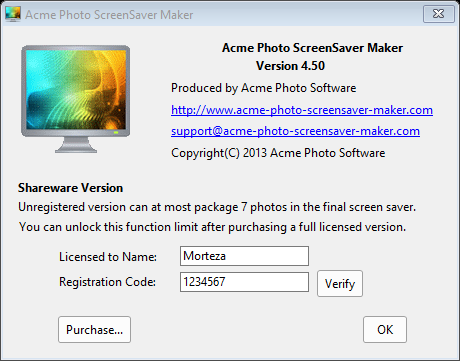 Acme Photo ScreenSaver Maker
Acme Photo ScreenSaver Maker
Version 4.50
Produced by Acme Photo Software
http://www.acme-photo-screensaver-maker.com
support@acme-photo-screensaver-maker.com
Copyright(C) 2013 Acme Photo Software
Shareware Version
Unregistered version can at most package 7 photos in the final screen saver.
You can unlock this function limit after purchasing a full licensed version.
Licensed to Name: Morteza
Registration Code: 1234567 Verify
Purchase... OK